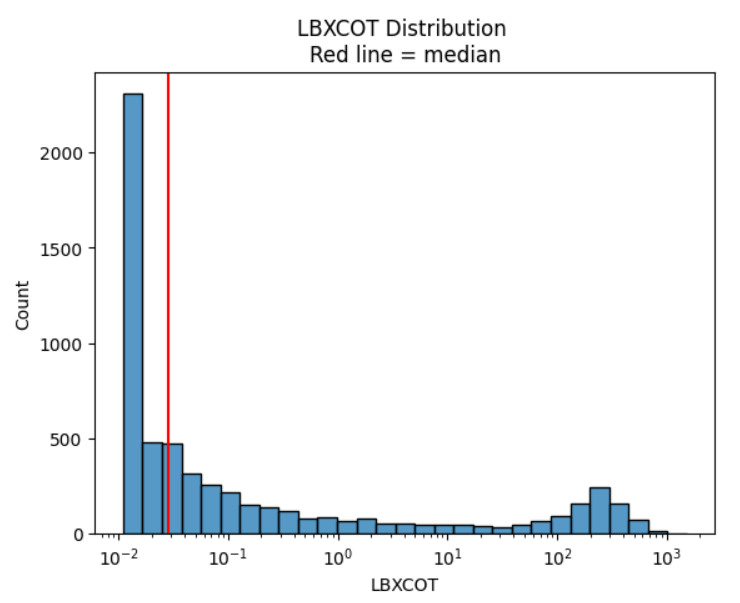 LBXCOT Distribution
Red line = median
Count
2000
1500
1000
500
0
10⁻² 10⁻¹ 10⁰ 10¹ 10² 10³
LBXCOT